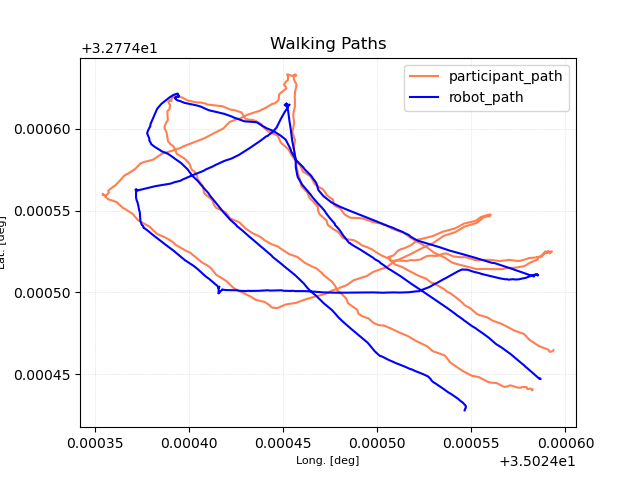 Walking Paths
+3.2774e1
participant_path
robot_path
0.00060
0.00055
0.00050
0.00045
Lat. [deg]
0.00035 0.00040 0.00045 0.00050 0.00055 0.00060
Long. [deg]
+3.5024e1